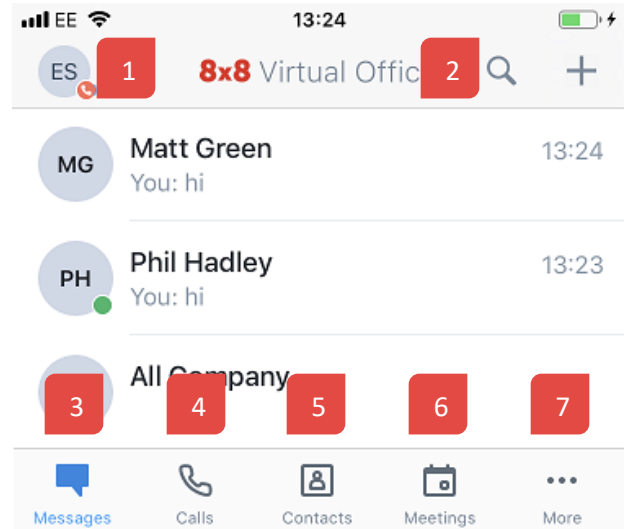 EE 13:24
ES 1 8x8 Virtual Offic 2
MG Matt Green 13:24
You: hi
PH Phil Hadley 13:23
You: hi
All Company
3 4 5 6 7
Messages Calls Contacts Meetings More